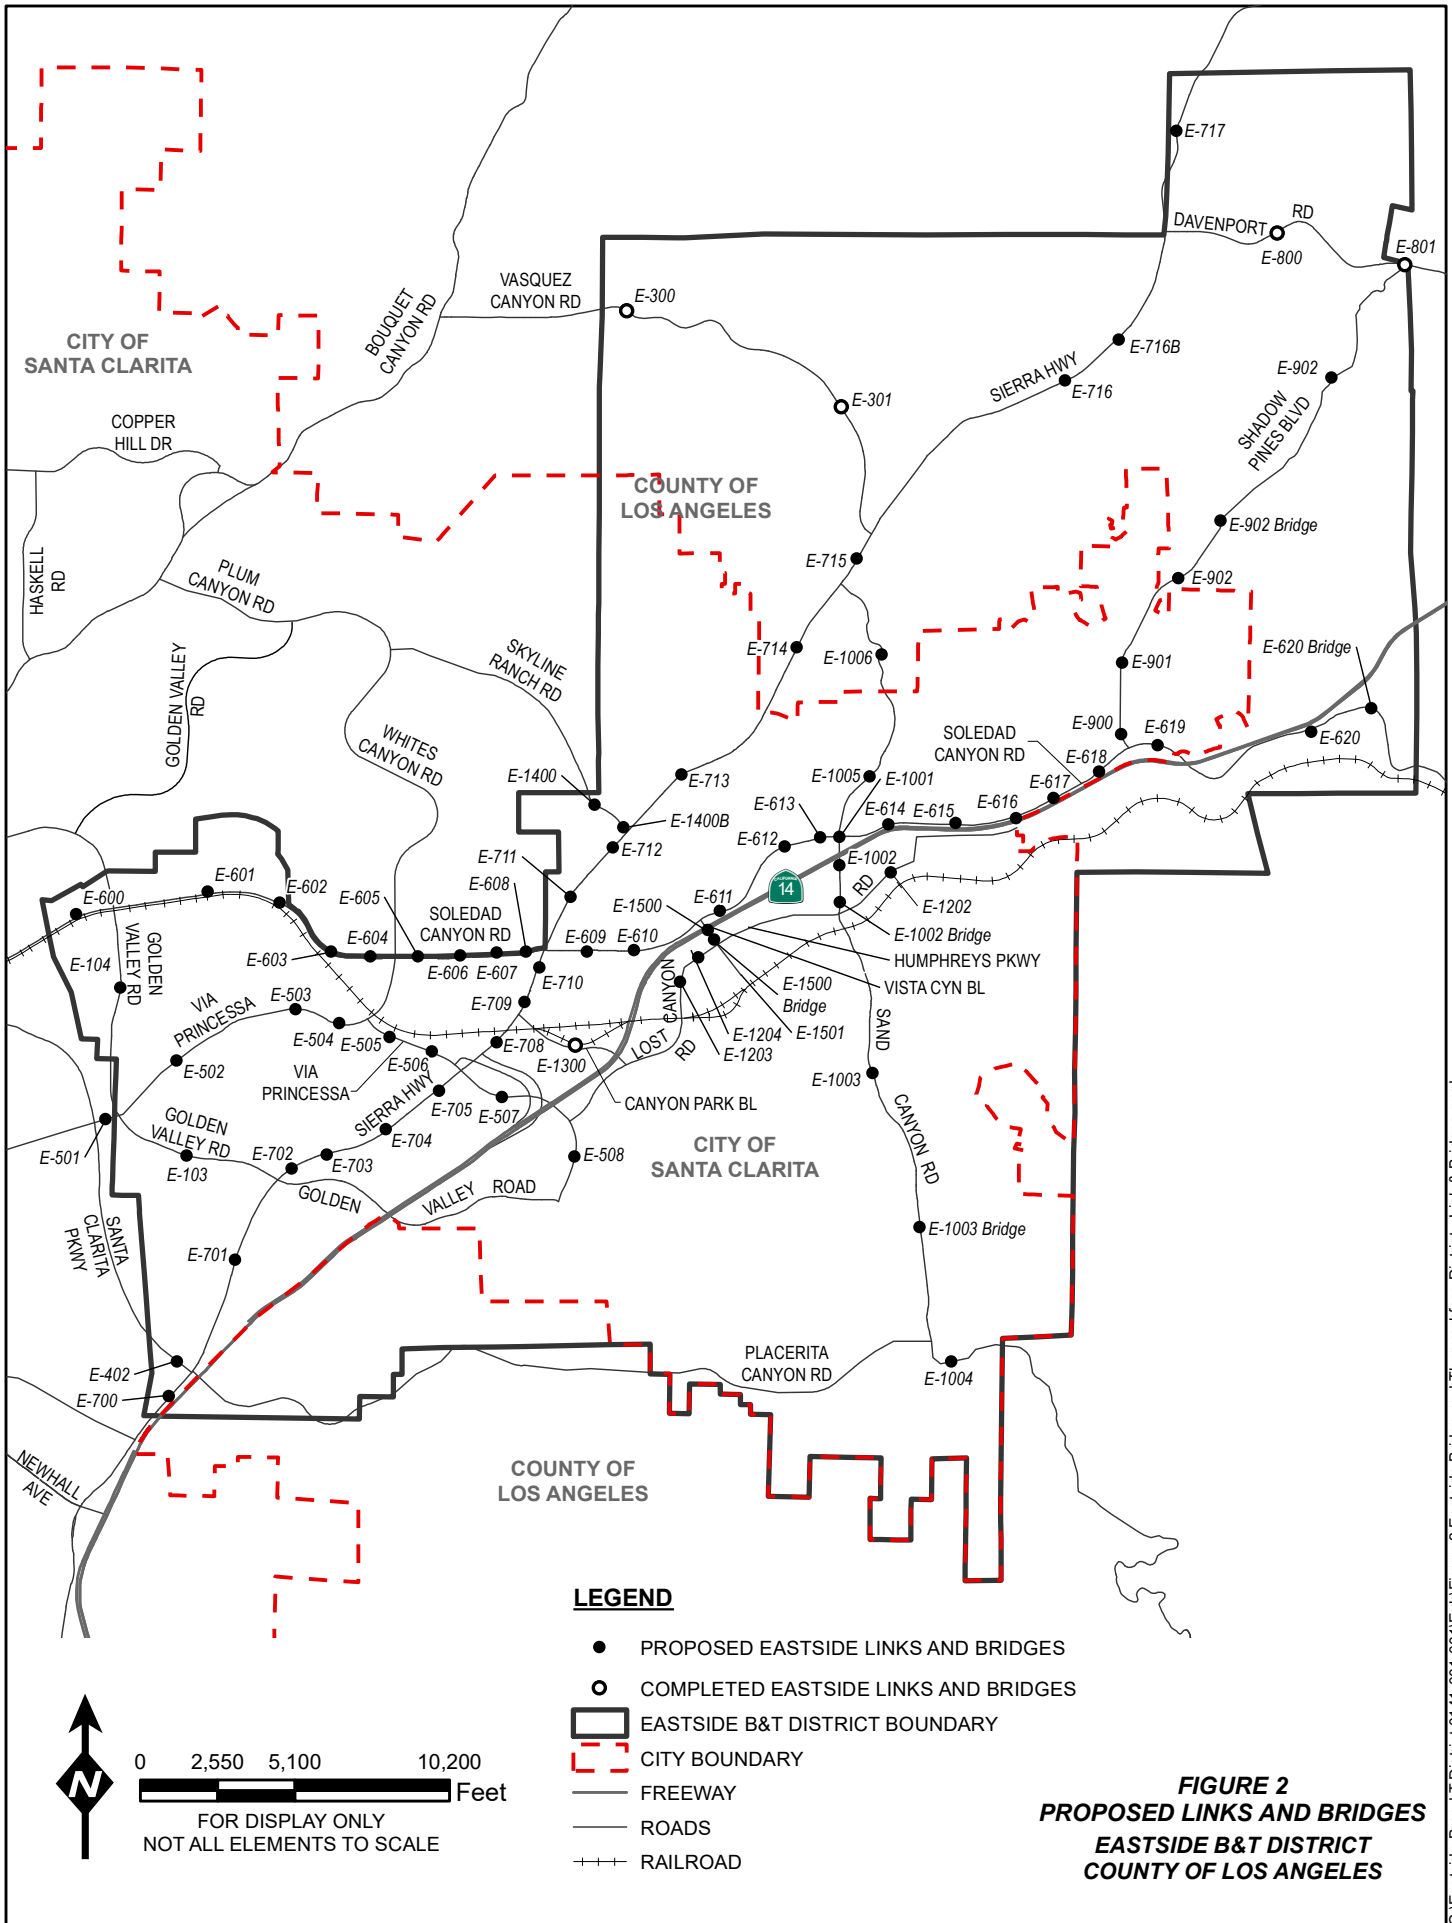 E-717
DAVENPORT
RD
E-800
E-801
VASQUEZ
CANYON RD
E-300
BOUQUET
CANYON RD
CITY OF
SANTA CLARITA
E-716B
SIERRA HWY
E-716
E-902
E-301
SHADOW
PINES BLVD
COPPER
HILL DR
COUNTY OF
LOS ANGELES
E-902 Bridge
HASKELL
RD
PLUM
CANYON RD
E-715
E-902
SKYLINE
RANCH RD
E-714
E-1006
E-901
E-620 Bridge
GOLDEN VALLEY
RD
WHITES
CANYON RD
SOLEDAD
CANYON RD
E-900
E-619
E-620
E-618
E-1400
E-713
E-1005
E-1001
E-617
E-613
E-614
E-615
E-616
E-1400B
E-612
E-712
E-711
E-1002
CALIFORNIA
14
RD
E-600
E-601
E-602
E-605
E-608
SOLEDAD
CANYON RD
E-611
E-1500
E-1202
E-1002 Bridge
E-604
E-603
E-606
E-607
E-609
E-610
HUMPHREYS PKWY
GOLDEN
VALLEY RD
E-104
E-710
CANYON
E-1500
Bridge
VISTA CYN BL
VIA
PRINCESSA
E-503
E-709
E-504
E-505
E-1204
E-1501
SAND
LOST
RD
E-1203
E-708
E-1300
E-502
E-506
VIA
PRINCESSA
E-1003
SIERRA HWY
E-705
E-507
CANYON PARK BL
GOLDEN
VALLEY RD
E-704
CITY OF
SANTA CLARITA
CANYON RD
E-501
E-103
E-702
E-703
E-508
GOLDEN
VALLEY
ROAD
SANTA
CLARITA
PKWY
E-1003 Bridge
E-701
PLACERITA
CANYON RD
E-402
E-1004
E-700
NEWHALL
AVE
COUNTY OF
LOS ANGELES
LEGEND
PROPOSED EASTSIDE LINKS AND BRIDGES
COMPLETED EASTSIDE LINKS AND BRIDGES
EASTSIDE B&T DISTRICT BOUNDARY
CITY BOUNDARY
FREEWAY
ROADS
RAILROAD
N
0 2,550 5,100 10,200
Feet
FOR DISPLAY ONLY
NOT ALL ELEMENTS TO SCALE
FIGURE 2
PROPOSED LINKS AND BRIDGES
EASTSIDE B&T DISTRICT
COUNTY OF LOS ANGELES